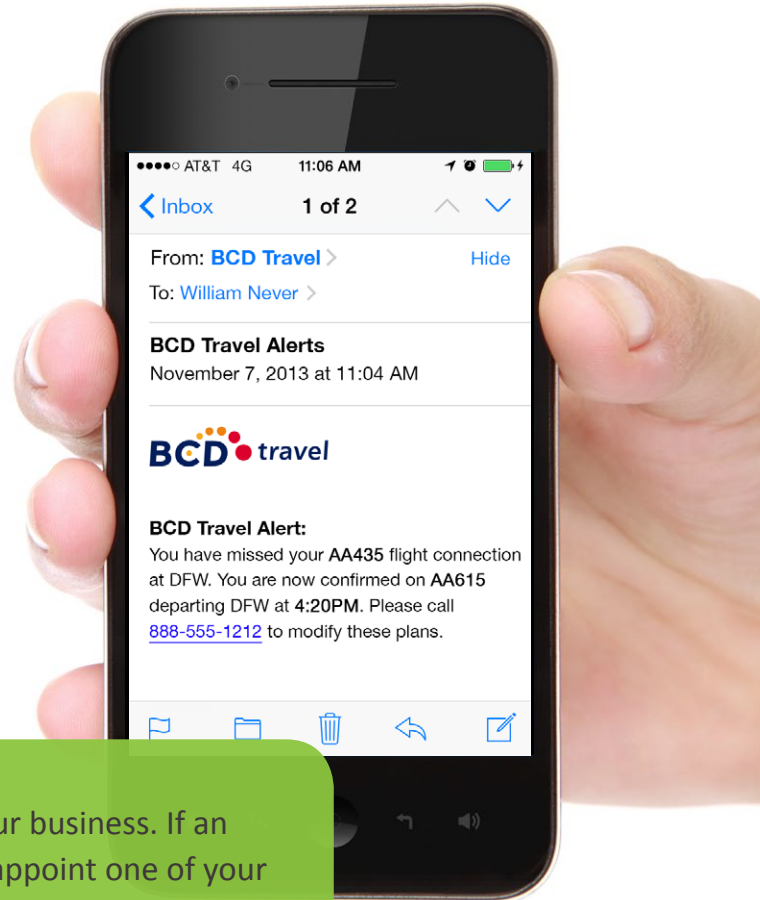 AT&T 4G 11:06 AM
Inbox 1 of 2
From: BCD Travel Hide
To: William Never
BCD Travel Alerts
November 7, 2013 at 11:04 AM
BCD travel
BCD Travel Alert:
You have missed your AA435 flight connection
at DFW. You are now confirmed on AA615
departing DFW at 4:20PM. Please call
888-555-1212 to modify these plans.
business. If an
one of your